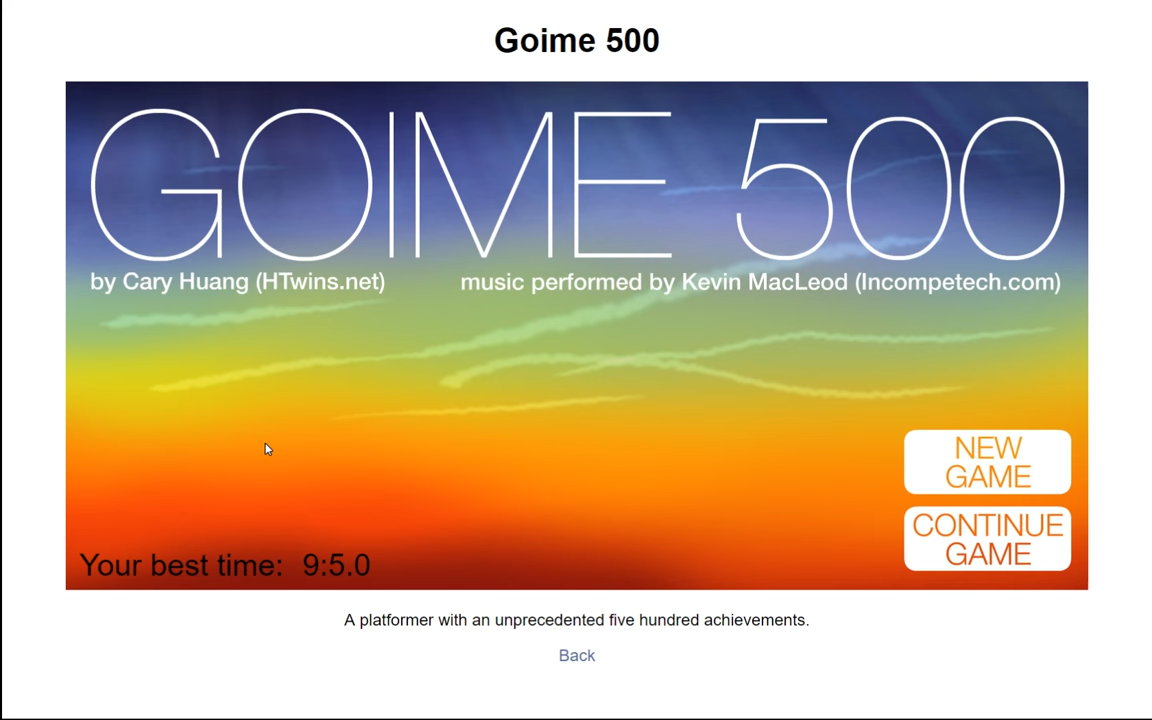 Goime 500
GOIME 500
by Cary Huang (HTwins.net) music performed by Kevin MacLeod (Incompetech.com)
NEW
GAME
CONTINUE
GAME
Your best time: 9:5.0
A platformer with an unprecedented five hundred achievements.
Back